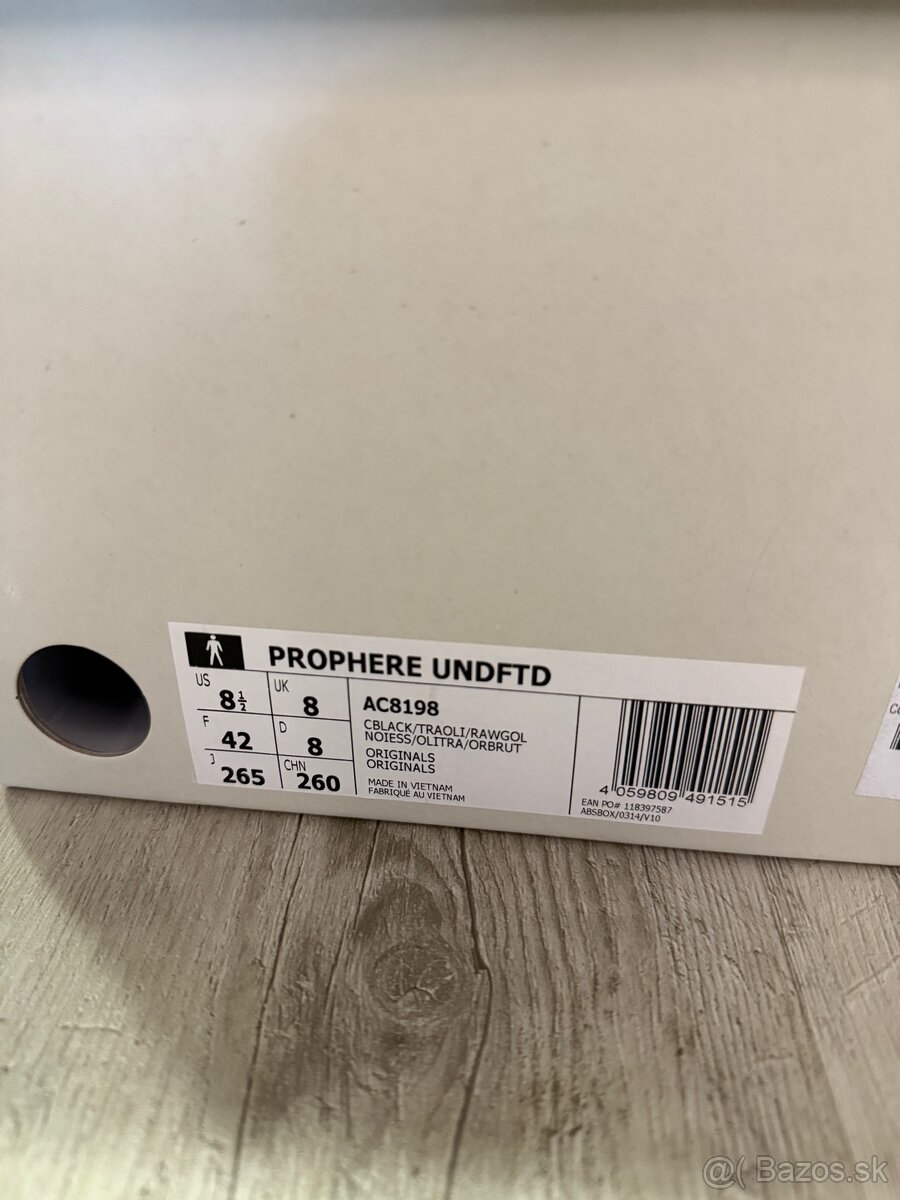 PROPHERE UNDFTD
US 8½ UK 8
F 42 D 8
J 265 CHN 260
AC8198
CBLACK/TRAOLI/RAWGOL
NOIESS/OLITRA/ORBRUT
ORIGINALS
ORIGINALS
MADE IN VIETNAM
FABRIQUÉ AU VIETNAM
4 059809 491515
EAN PO# 118397587
ABSBOX/0314/V10
@( Bazos.sk